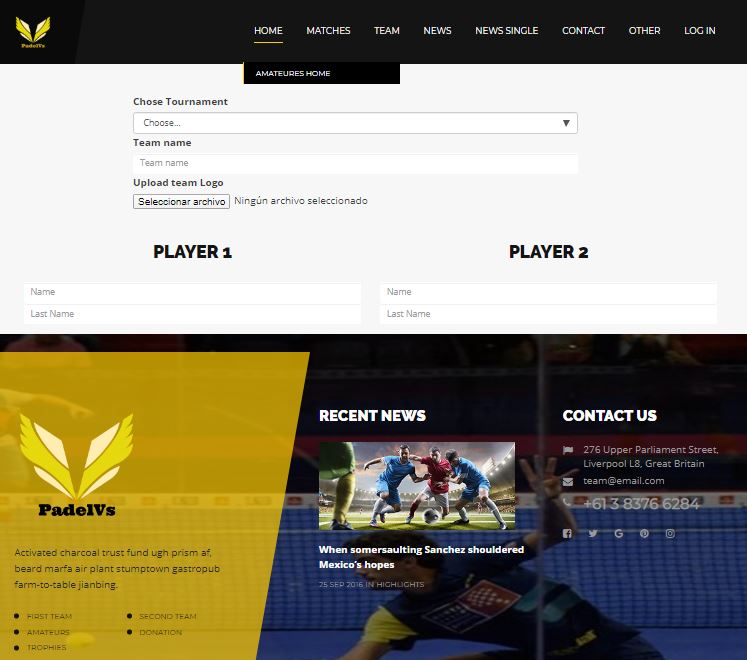 PadelVs
HOME MATCHES TEAM NEWS NEWS SINGLE CONTACT OTHER LOG IN
AMATEURES HOME
Chose Tournament
Choose...
Team name
Team name
Upload team Logo
Seleccionar archivo Ningún archivo seleccionado
PLAYER 1
PLAYER 2
Name
Name
Last Name
Last Name
PadelVs
Activated charcoal trust fund ugh prism af,
beard marfa air plant stumptown gastropub
farm-to-table jianbing.
FIRST TEAM
SECOND TEAM
AMATEURS
DONATION
TROPHIES
RECENT NEWS
When somersaulting Sanchez shouldered
Mexico's hopes
25 SEP 2016 IN HIGHLIGHTS
CONTACT US
276 Upper Parliament Street,
Liverpool L8, Great Britain
team@email.com
+61 3 8376 6284